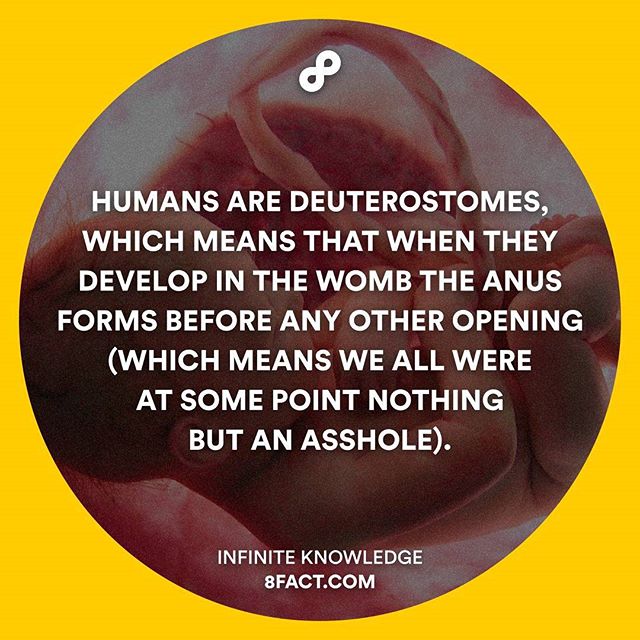 HUMANS ARE DEUTEROSTOMES,
WHICH MEANS THAT WHEN THEY
DEVELOP IN THE WOMB THE ANUS
FORMS BEFORE ANY OTHER OPENING
(WHICH MEANS WE ALL WERE
AT SOME POINT NOTHING
BUT AN ASSHOLE).
INFINITE KNOWLEDGE
8FACT.COM